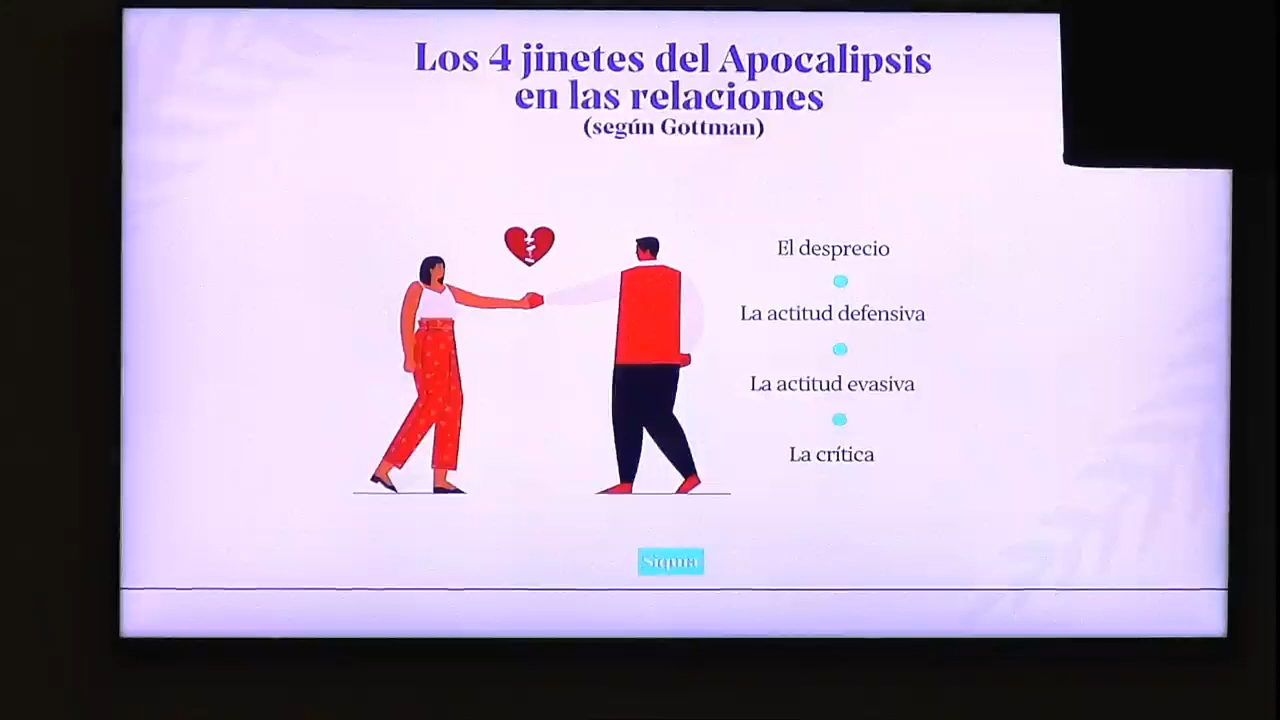 Los 4 jinetes del Apocalipsis
en las relaciones
(según Gottman)
El desprecio
La actitud defensiva
La actitud evasiva
La crítica